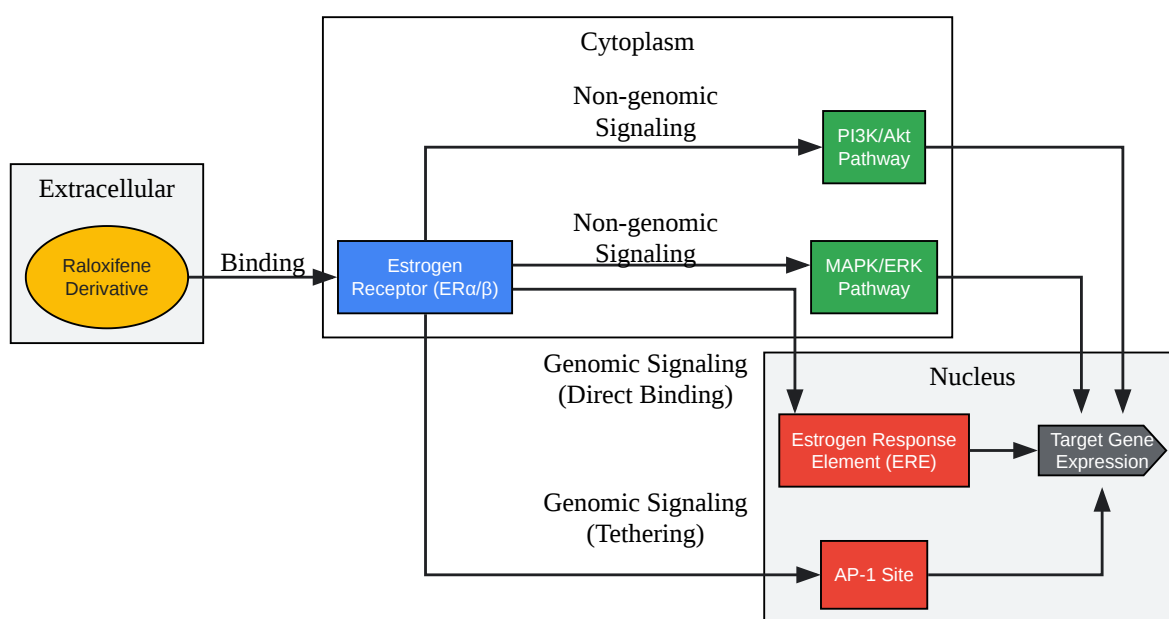 Cytoplasm
Non-genomic
Signaling
PI3K/Akt
Pathway
Extracellular
Raloxifene
Derivative
Binding
Estrogen
Receptor (ERα/β)
Non-genomic
Signaling
MAPK/ERK
Pathway
Genomic Signaling
(Direct Binding)
Nucleus
Estrogen Response
Element (ERE)
Target Gene
Expression
Genomic Signaling
(Tethering)
AP-1 Site